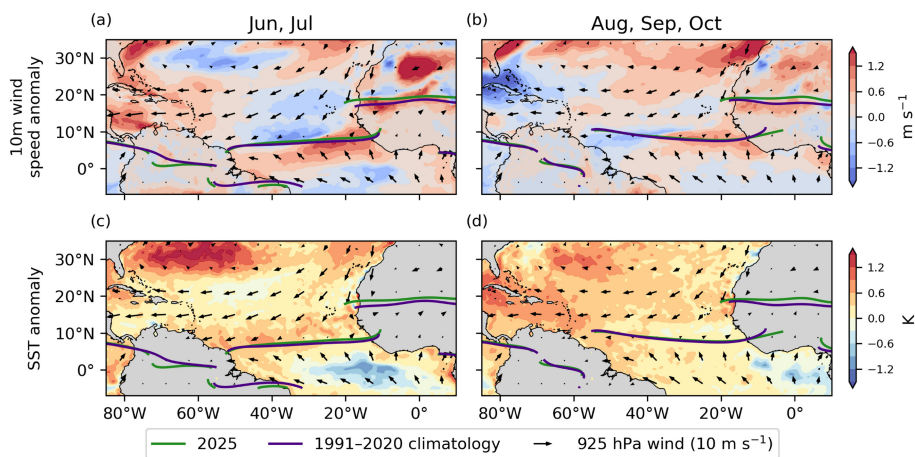 (a)
Jun, Jul
(b)
Aug, Sep, Oct
10m wind
speed anomaly
30°N
20°N
10°N
0°
1.2
0.6
0.0
−0.6
−1.2
m s⁻¹
(c)
(d)
SST anomaly
30°N
20°N
10°N
0°
1.2
0.6
0.0
−0.6
−1.2
K
80°W 60°W 40°W 20°W 0°
80°W 60°W 40°W 20°W 0°
2025 1991–2020 climatology 925 hPa wind (10 m s⁻¹)